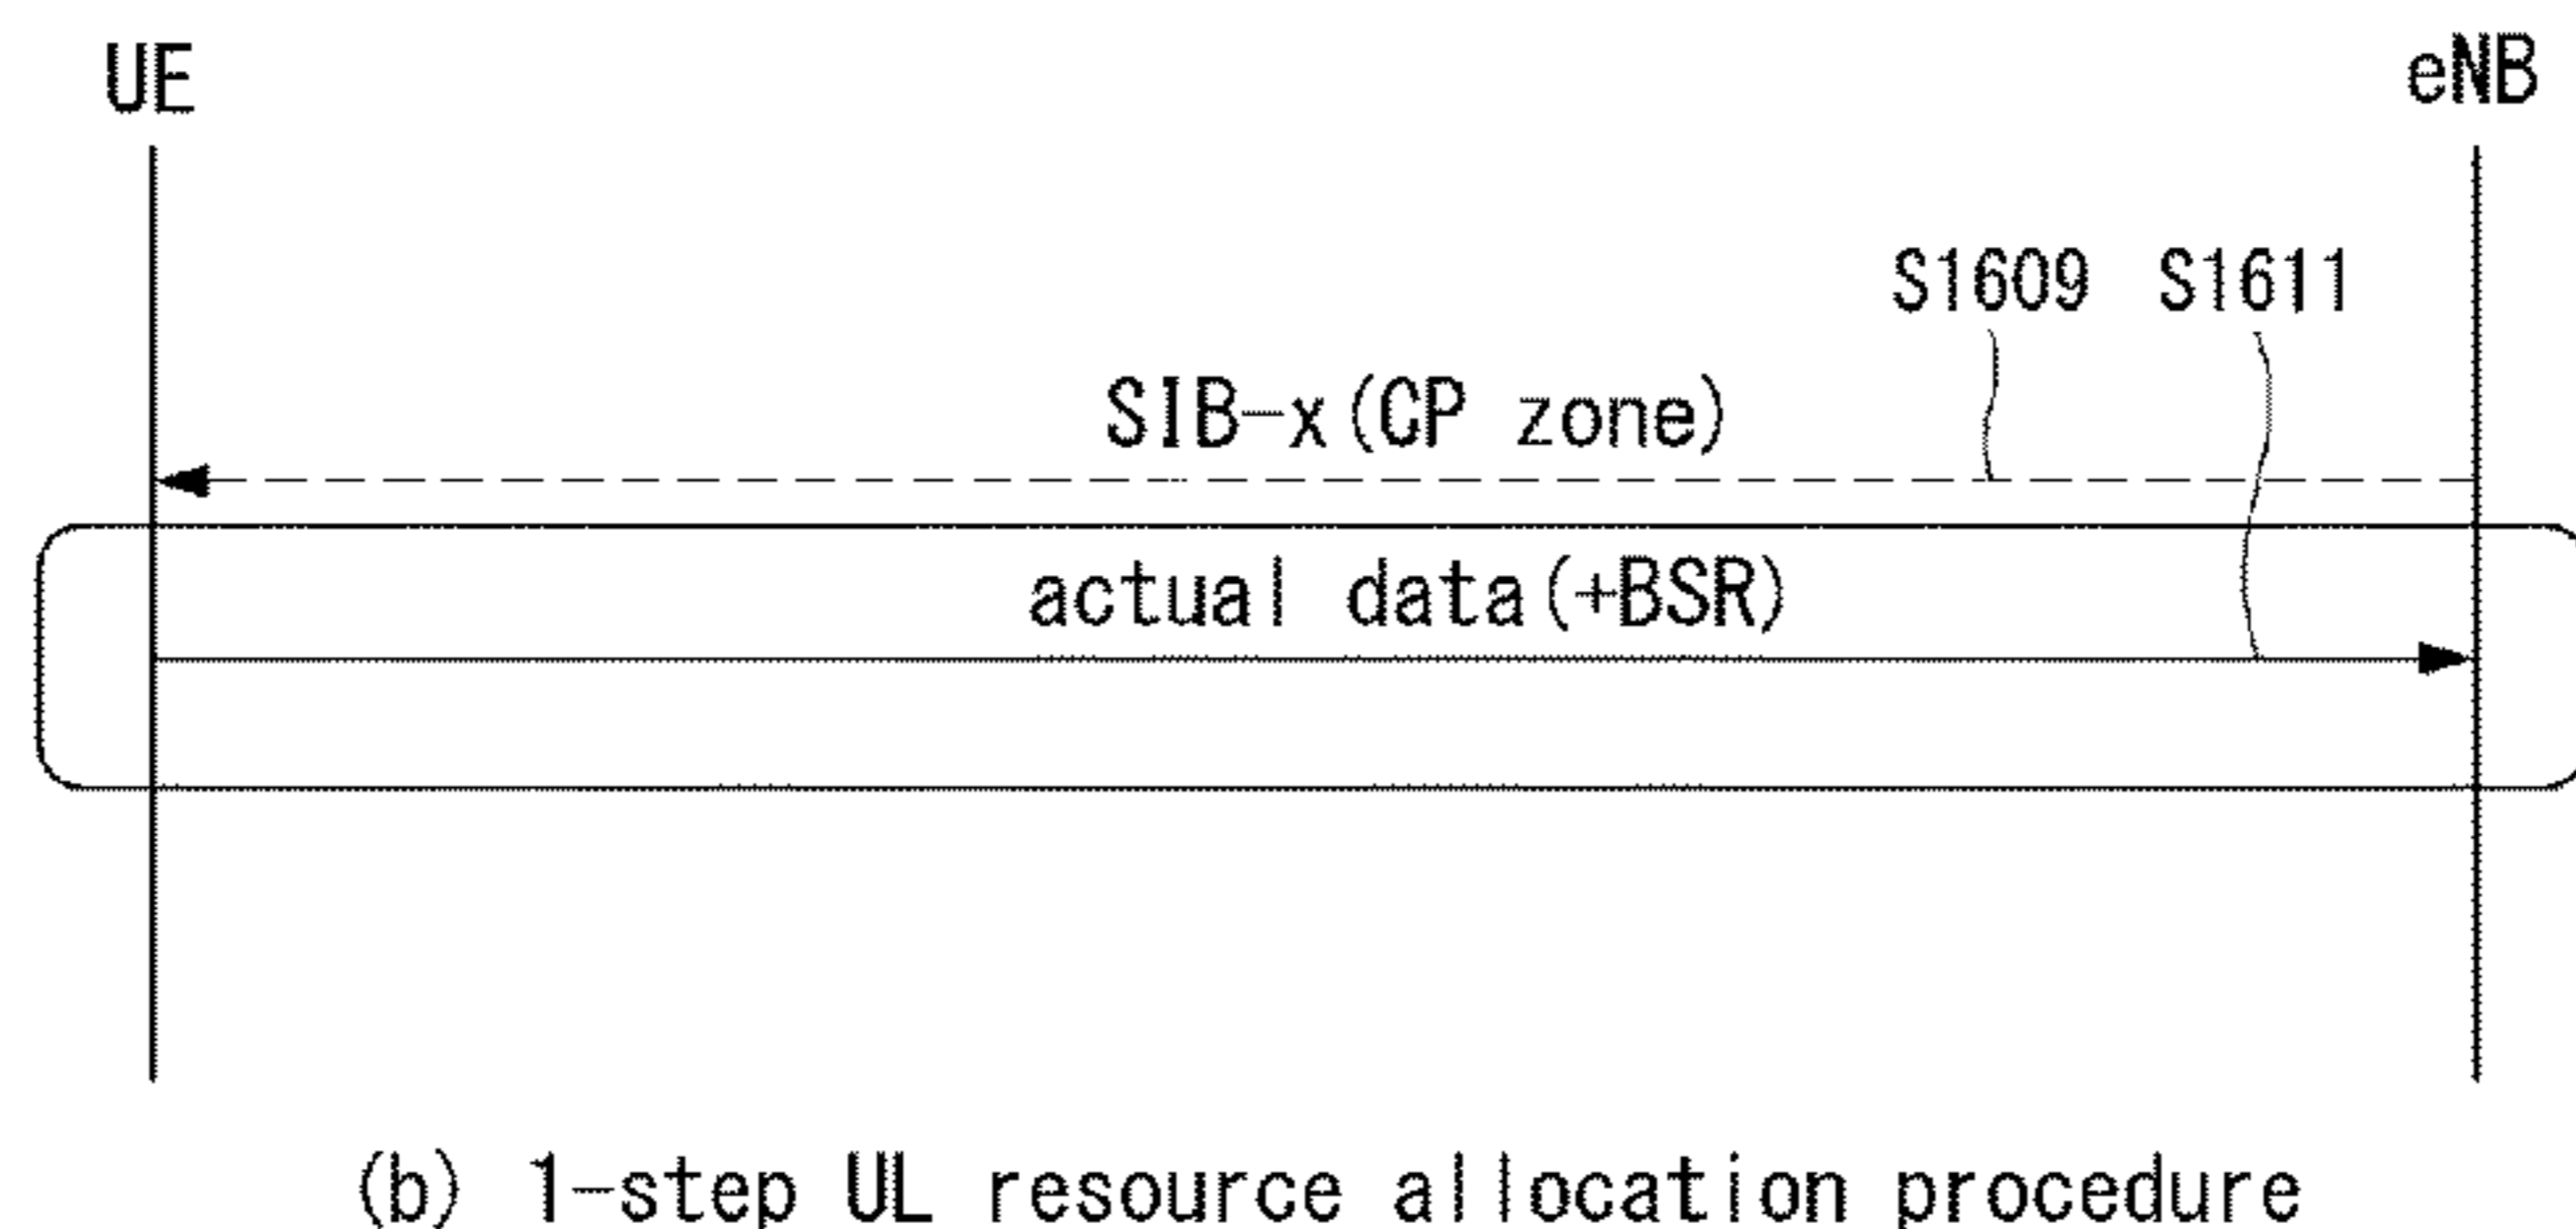 UE eNB
S1609 S1611
SIB-x(CP zone)
actual data(+BSR)
(b) 1-step UL resource allocation procedure